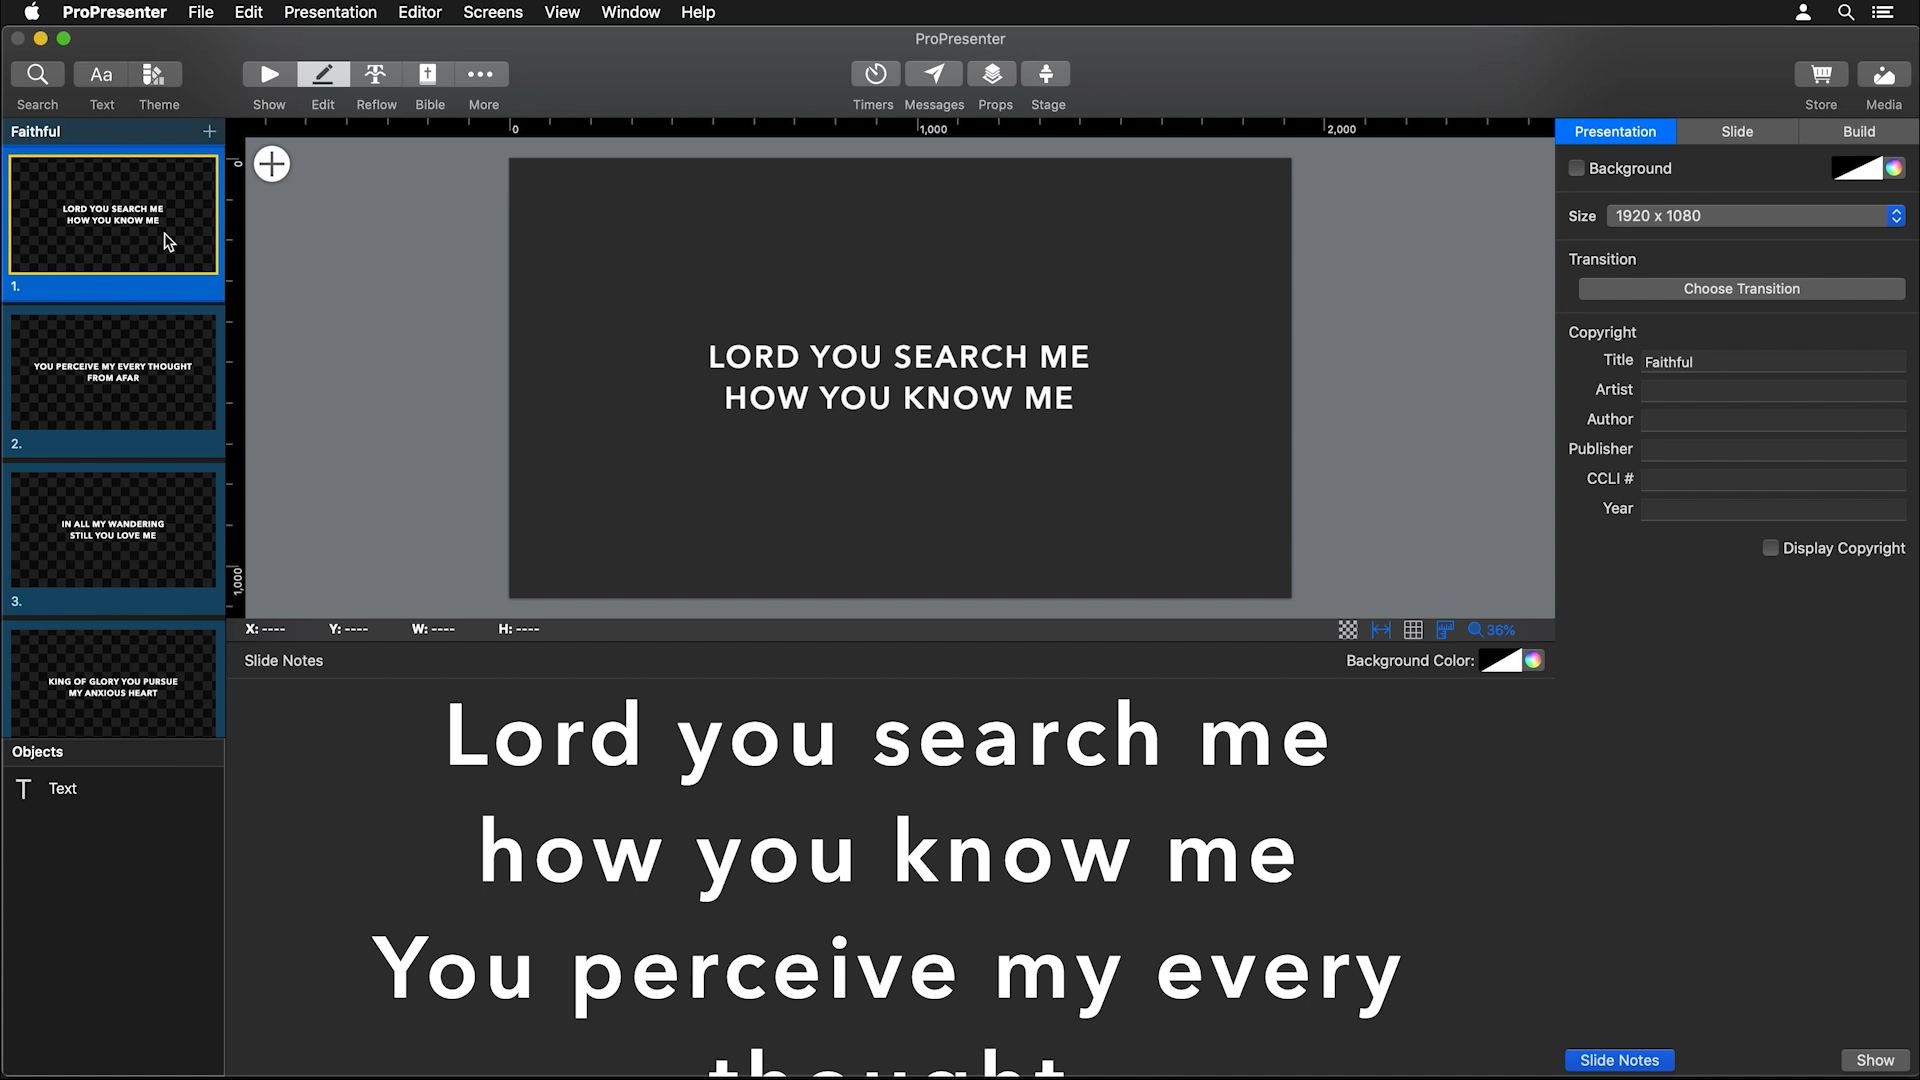 ProPresenter File Edit Presentation Editor Screens View Window Help
ProPresenter
Aa
Search Text Theme Show Edit Reflow Bible More Timers Messages Props Stage Store Media
Faithful
LORD YOU SEARCH ME
HOW YOU KNOW ME
1.
YOU PERCEIVE MY EVERY THOUGHT
FROM AFAR
2.
IN ALL MY WANDERING
STILL YOU LOVE ME
3.
KING OF GLORY YOU PURSUE
MY ANXIOUS HEART
Objects
Text
0 1,000 2,000
0
1,000
LORD YOU SEARCH ME
HOW YOU KNOW ME
X: ---- Y: ---- W: ---- H: ---- 36%
Slide Notes Background Color:
Lord you search me
how you know me
You perceive my every
thought
Presentation Slide Build
Background
Size 1920 x 1080
Transition
Choose Transition
Copyright
Title Faithful
Artist
Author
Publisher
CCLI #
Year
Display Copyright
Slide Notes Show